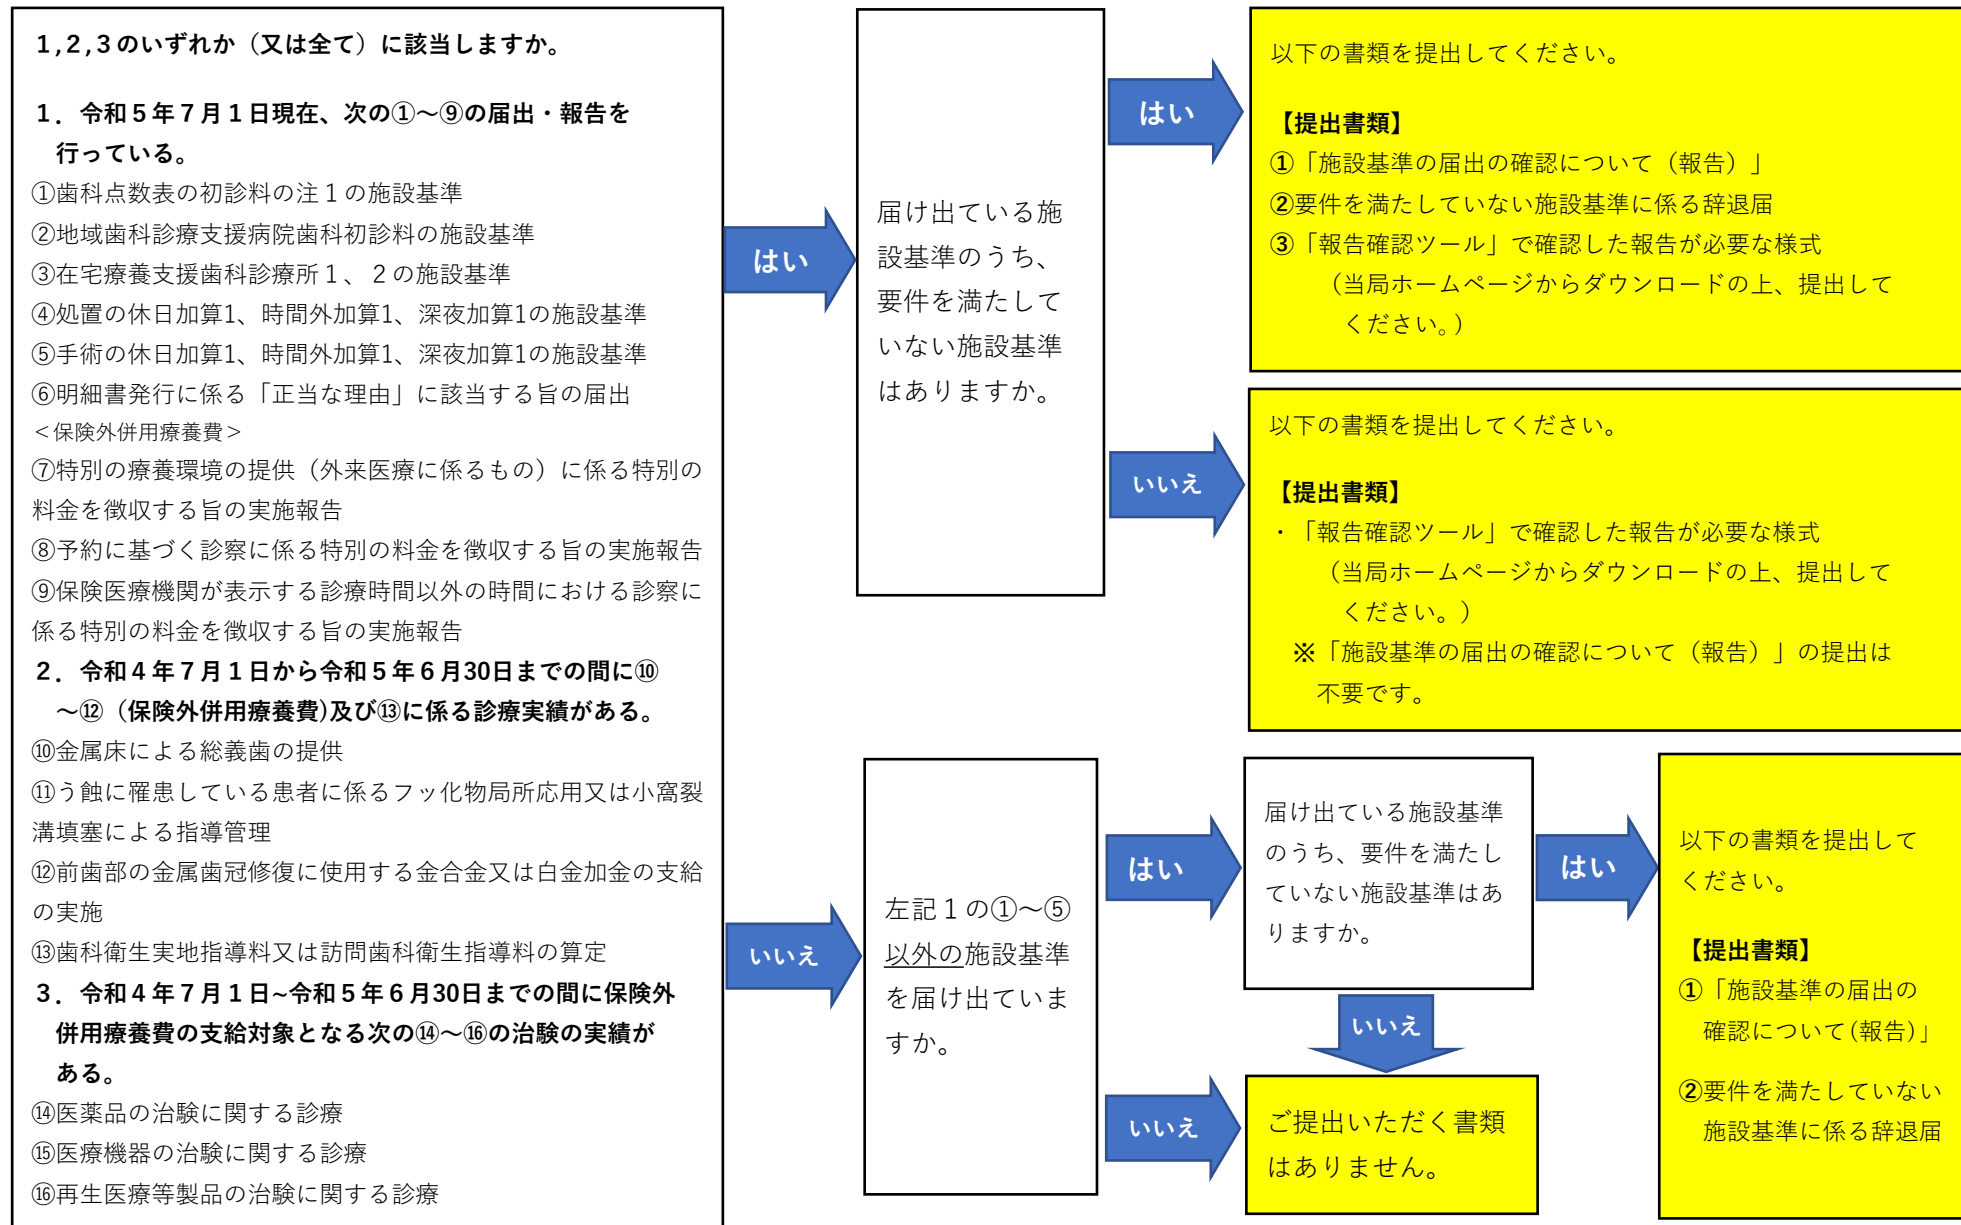 １,２,３のいずれか（又は全て）に該当しますか。
１．令和５年７月１日現在、次の①～⑨の届出・報告を
行っている。
①歯科点数表の初診料の注１の施設基準
②地域歯科診療支援病院歯科初診料の施設基準
③在宅療養支援歯科診療所１、２の施設基準
④処置の休日加算1、時間外加算1、深夜加算1の施設基準
⑤手術の休日加算1、時間外加算1、深夜加算1の施設基準
⑥明細書発行に係る「正当な理由」に該当する旨の届出
＜保険外併用療養費＞
⑦特別の療養環境の提供（外来医療に係るもの）に係る特別の
料金を徴収する旨の実施報告
⑧予約に基づく診察に係る特別の料金を徴収する旨の実施報告
⑨保険医療機関が表示する診療時間以外の時間における診察に
係る特別の料金を徴収する旨の実施報告
２．令和４年７月１日から令和５年６月30日までの間に⑩
～⑫（保険外併用療養費)及び⑬に係る診療実績がある。
⑩金属床による総義歯の提供
⑪う蝕に罹患している患者に係るフッ化物局所応用又は小窩裂
溝填塞による指導管理
⑫前歯部の金属歯冠修復に使用する金合金又は白金加金の支給
の実施
⑬歯科衛生実地指導料又は訪問歯科衛生指導料の算定
３．令和４年７月１日~令和５年６月30日までの間に保険外
併用療養費の支給対象となる次の⑭～⑯の治験の実績が
ある。
⑭医薬品の治験に関する診療
⑮医療機器の治験に関する診療
⑯再生医療等製品の治験に関する診療
はい
届け出ている施
設基準のうち、
要件を満たして
いない施設基準
はありますか。
はい
以下の書類を提出してください。
【提出書類】
①「施設基準の届出の確認について（報告）」
②要件を満たしていない施設基準に係る辞退届
③「報告確認ツール」で確認した報告が必要な様式
（当局ホームページからダウンロードの上、提出して
ください。）
いいえ
以下の書類を提出してください。
【提出書類】
・「報告確認ツール」で確認した報告が必要な様式
（当局ホームページからダウンロードの上、提出して
ください。）
※「施設基準の届出の確認について（報告）」の提出は
不要です。
いいえ
左記１の①～⑤
以外の施設基準
を届け出ていま
すか。
はい
届け出ている施設基準
のうち、要件を満たし
ていない施設基準はあ
りますか。
はい
以下の書類を提出して
ください。
【提出書類】
①「施設基準の届出の
確認について(報告)」
②要件を満たしていない
施設基準に係る辞退届
いいえ
いいえ
ご提出いただく書類
はありません。